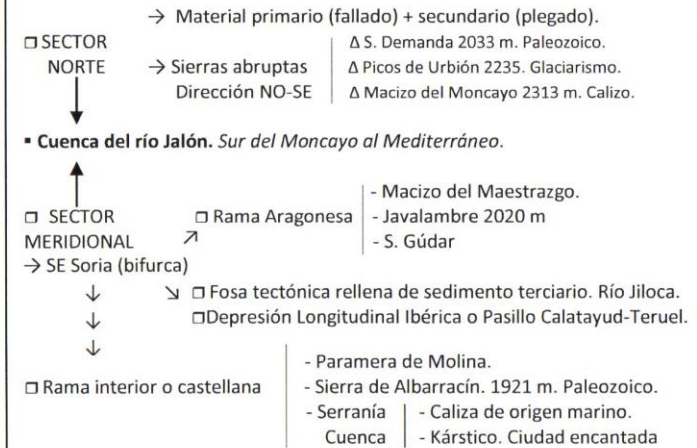 → Material primario (fallado) + secundario (plegado).
❒ SECTOR
NORTE
→ Sierras abruptas
Dirección NO-SE
Δ S. Demanda 2033 m. Paleozoico.
Δ Picos de Urbión 2235. Glaciarismo.
Δ Macizo del Moncayo 2313 m. Calizo.
▪ Cuenca del río Jalón. Sur del Moncayo al Mediterráneo.
❒ SECTOR
MERIDIONAL
→ SE Soria (bifurca)
❒ Rama Aragonesa
- Macizo del Maestrazgo.
- Javalambre 2020 m
- S. Gúdar
❒ Fosa tectónica rellena de sedimento terciario. Río Jiloca.
❒Depresión Longitudinal Ibérica o Pasillo Calatayud-Teruel.
❒ Rama interior o castellana
- Paramera de Molina.
- Sierra de Albarracín. 1921 m. Paleozoico.
- Serranía
Cuenca
- Caliza de origen marino.
- Kárstico. Ciudad encantada